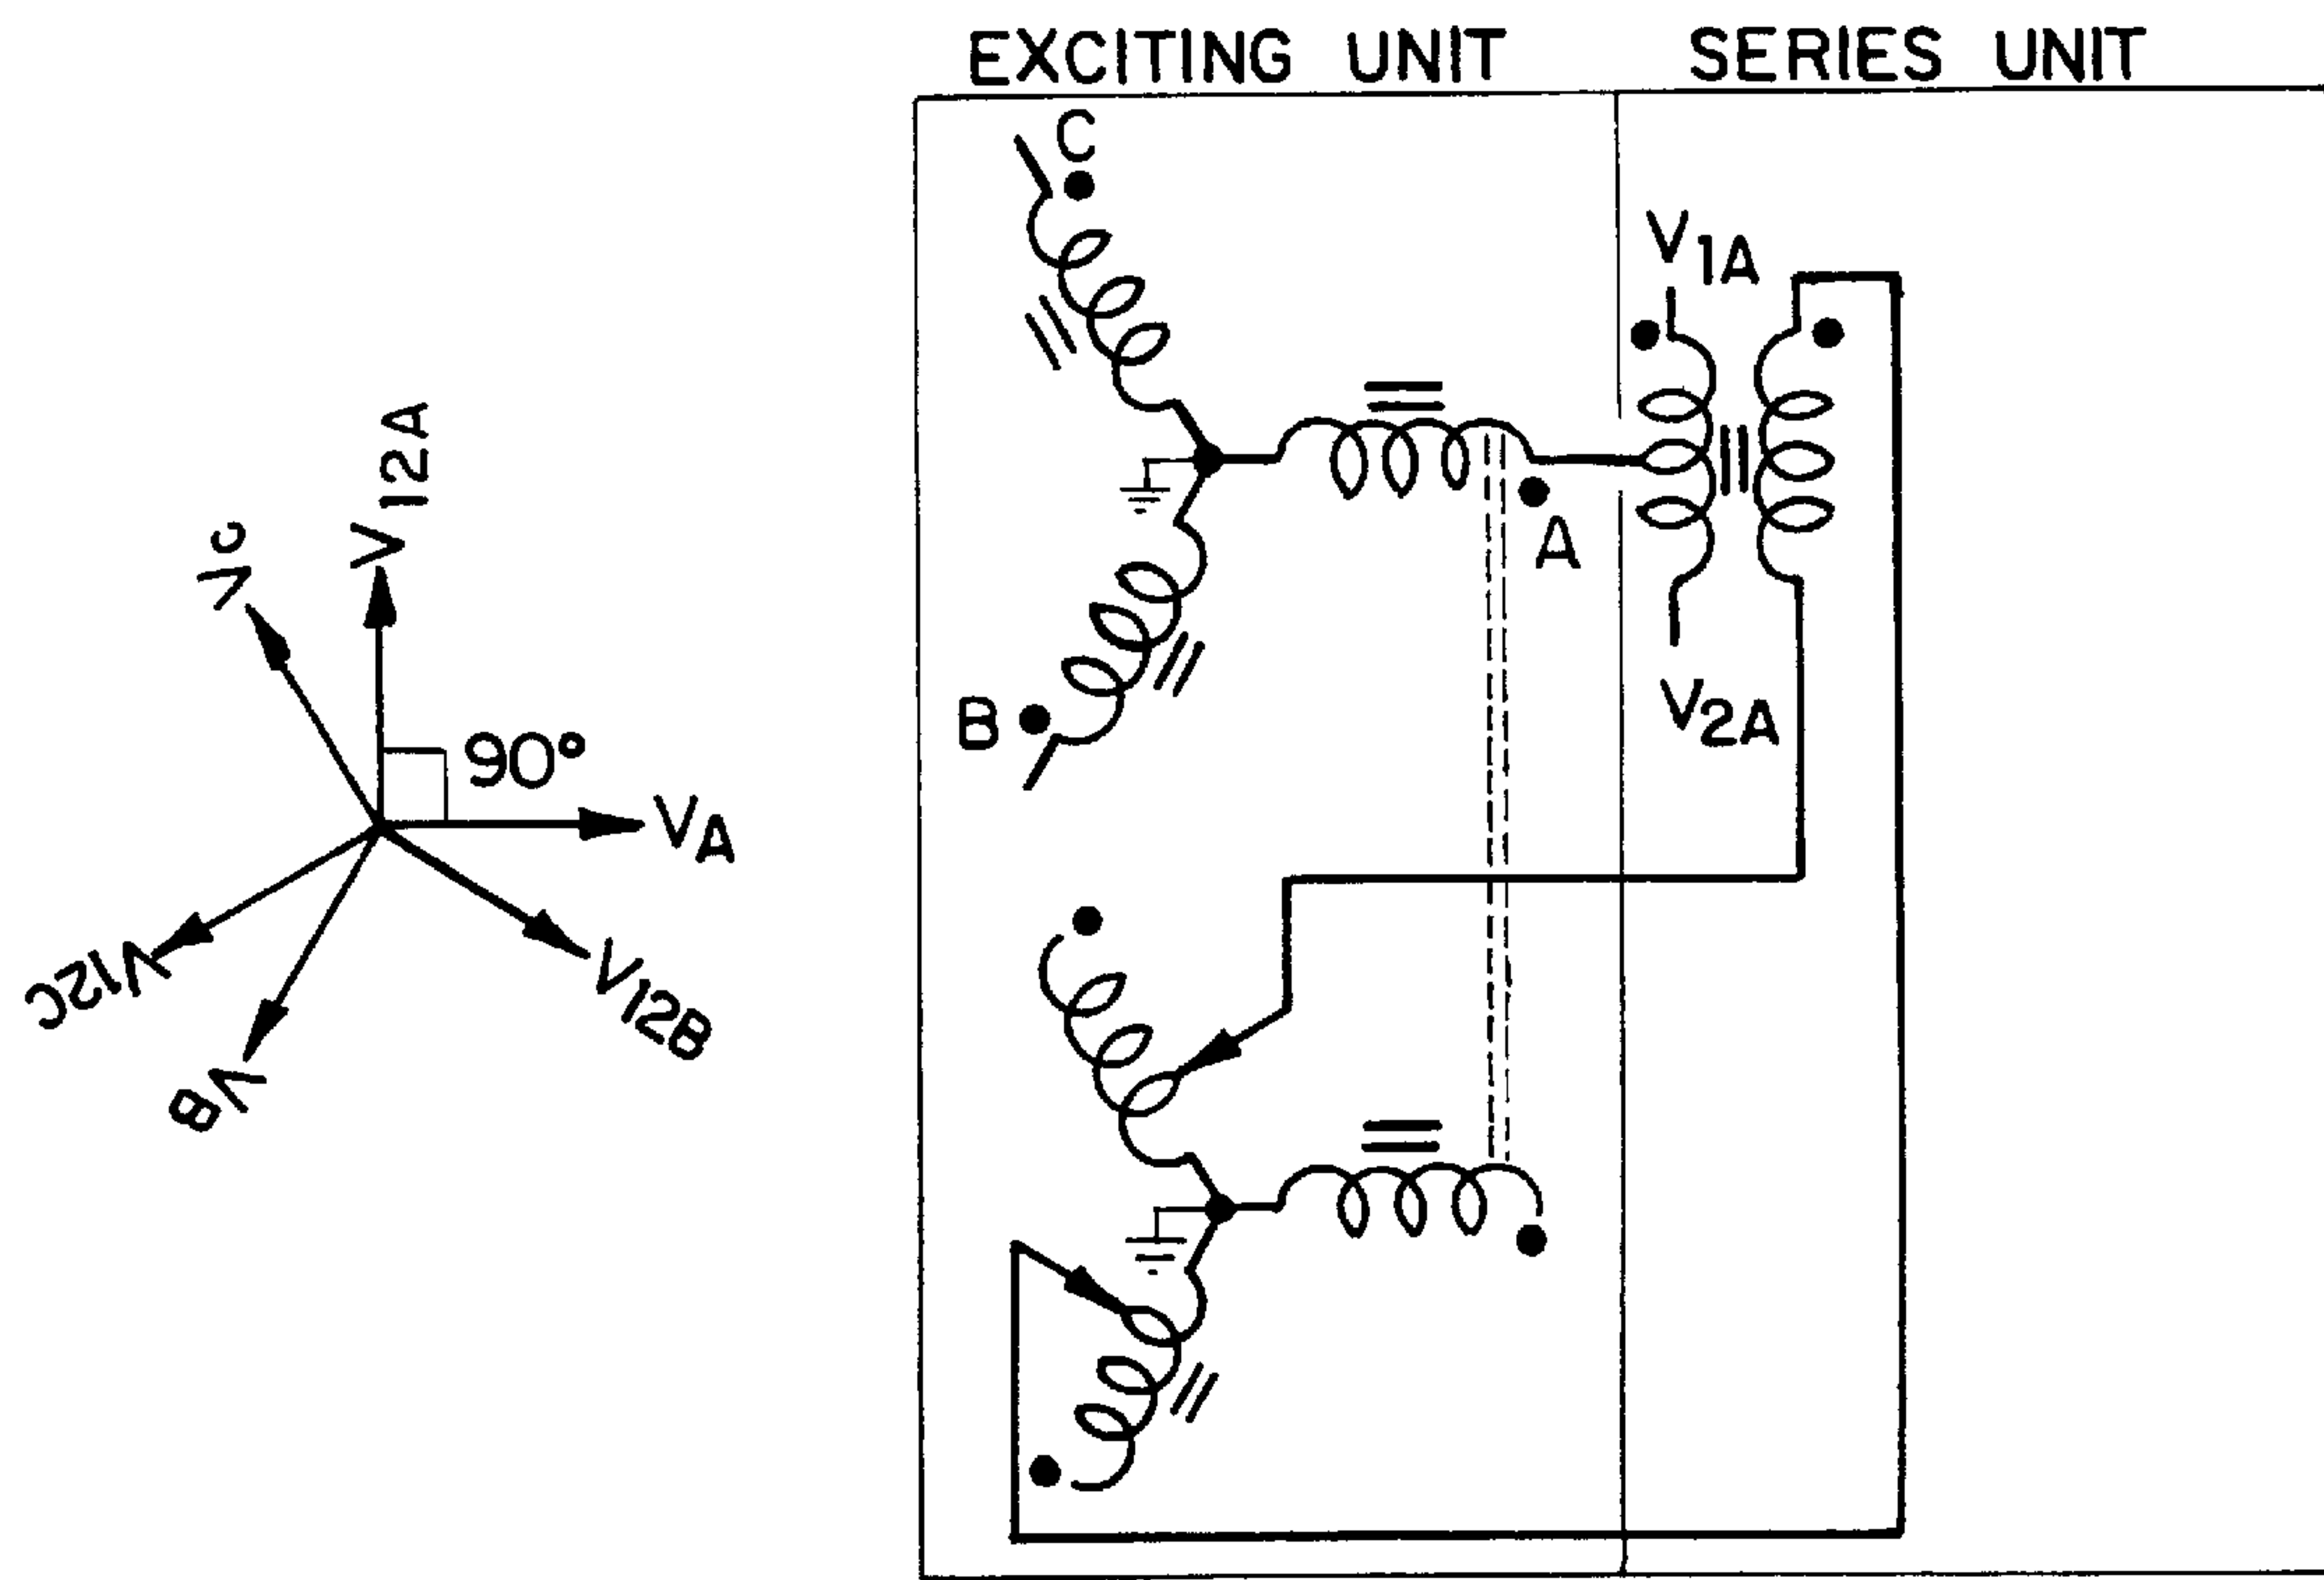 EXCITING UNIT
SERIES UNIT
C
V1A
A
B
V2A
V12A
VC
90°
VA
V12B
V12C
VB